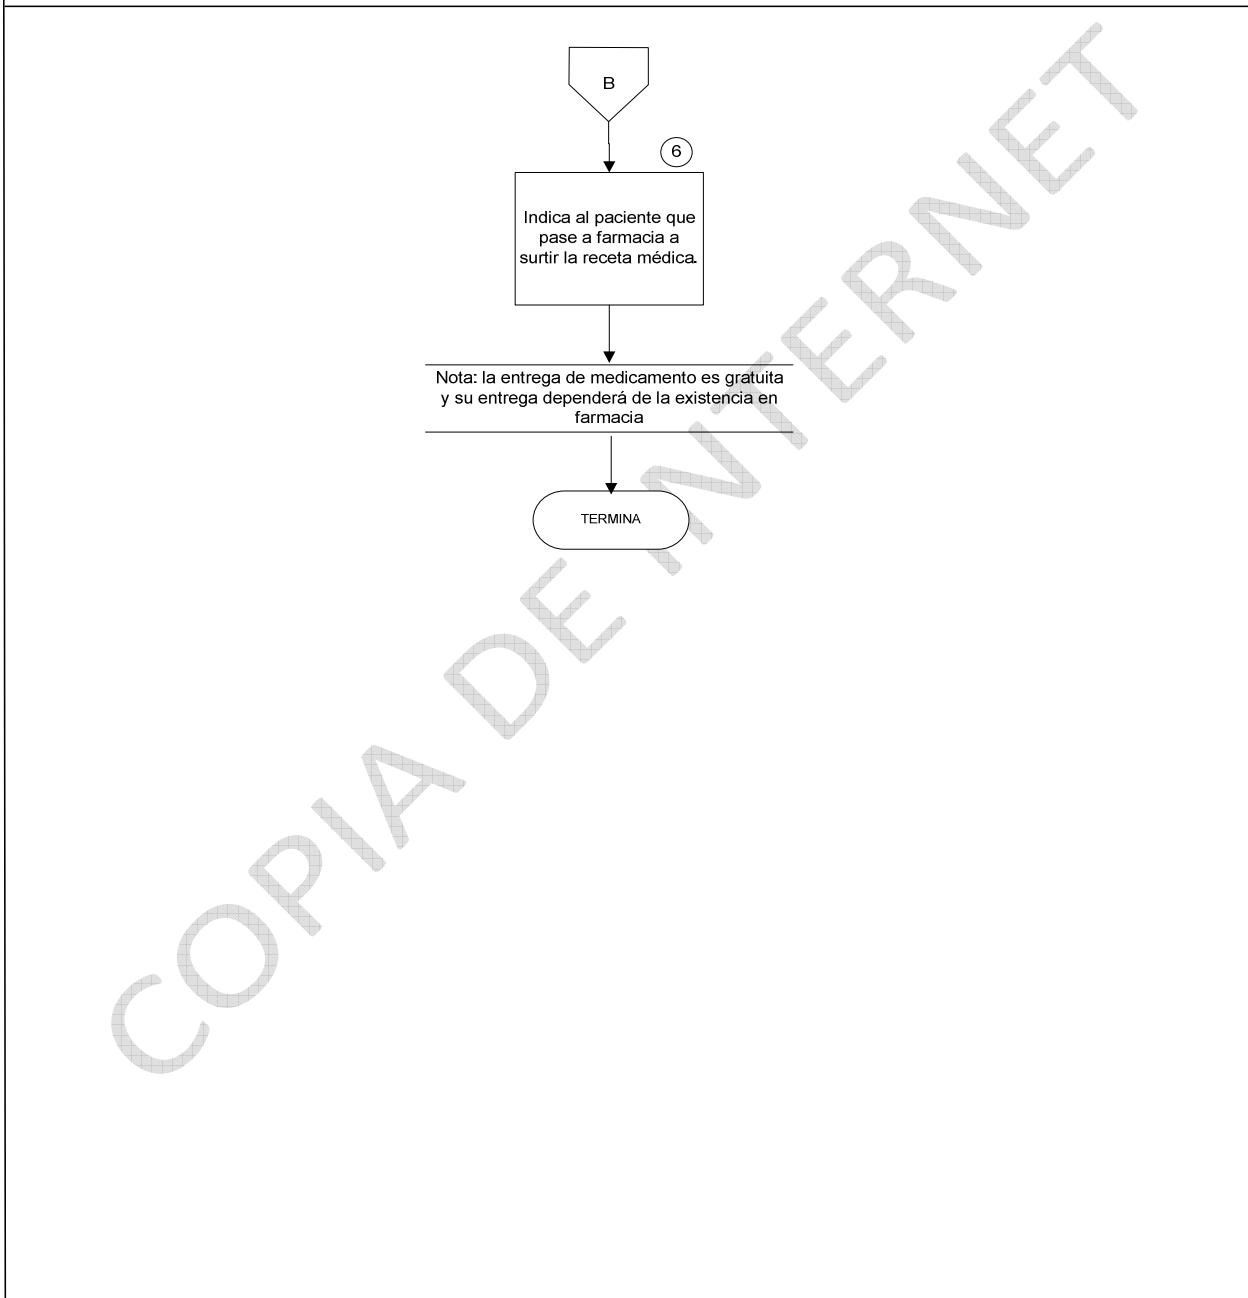 B
6
Indica al paciente que
pase a farmacia a
surtir la receta médica.
Nota: la entrega de medicamento es gratuita
y su entrega dependerá de la existencia en
farmacia
TERMINA
COPIA DE INTERNET